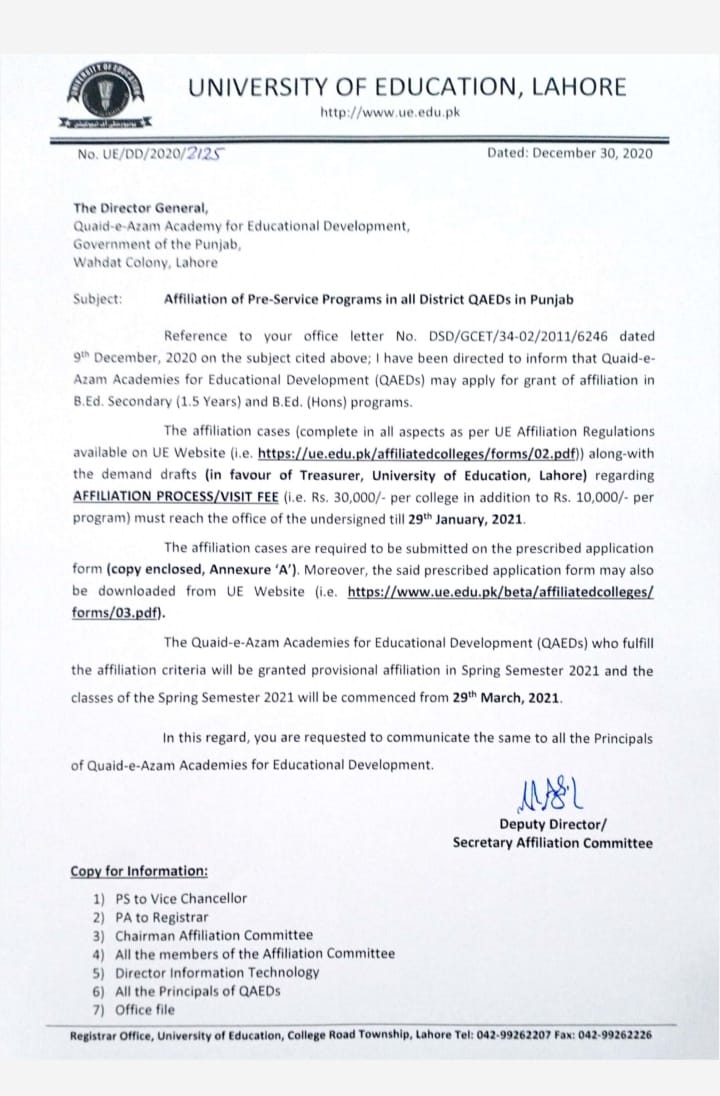 UNIVERSITY OF EDUCATION
UNIVERSITY OF EDUCATION, LAHORE
http://www.ue.edu.pk
No. UE/DD/2020/2125
Dated: December 30, 2020
The Director General,
Quaid-e-Azam Academy for Educational Development,
Government of the Punjab,
Wahdat Colony, Lahore
Subject: Affiliation of Pre-Service Programs in all District QAEDs in Punjab
Reference to your office letter No. DSD/GCET/34-02/2011/6246 dated
9th December, 2020 on the subject cited above; I have been directed to inform that Quaid-e-
Azam Academies for Educational Development (QAEDs) may apply for grant of affiliation in
B.Ed. Secondary (1.5 Years) and B.Ed. (Hons) programs.
The affiliation cases (complete in all aspects as per UE Affiliation Regulations
available on UE Website (i.e. https://ue.edu.pk/affiliatedcolleges/forms/02.pdf)) along-with
the demand drafts (in favour of Treasurer, University of Education, Lahore) regarding
AFFILIATION PROCESS/VISIT FEE (i.e. Rs. 30,000/- per college in addition to Rs. 10,000/- per
program) must reach the office of the undersigned till 29th January, 2021.
The affiliation cases are required to be submitted on the prescribed application
form (copy enclosed, Annexure ‘A’). Moreover, the said prescribed application form may also
be downloaded from UE Website (i.e. https://www.ue.edu.pk/beta/affiliatedcolleges/
forms/03.pdf).
The Quaid-e-Azam Academies for Educational Development (QAEDs) who fulfill
the affiliation criteria will be granted provisional affiliation in Spring Semester 2021 and the
classes of the Spring Semester 2021 will be commenced from 29th March, 2021.
In this regard, you are requested to communicate the same to all the Principals
of Quaid-e-Azam Academies for Educational Development.
Deputy Director/
Secretary Affiliation Committee
Copy for Information:
1) PS to Vice Chancellor
2) PA to Registrar
3) Chairman Affiliation Committee
4) All the members of the Affiliation Committee
5) Director Information Technology
6) All the Principals of QAEDs
7) Office file
Registrar Office, University of Education, College Road Township, Lahore Tel: 042-99262207 Fax: 042-99262226